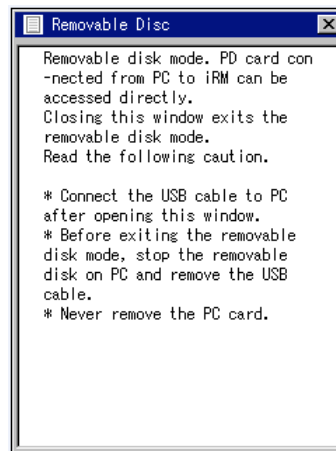 Removable Disc
Removable disk mode. PD card con
-nected from PC to iRM can be
accessed directly.
Closing this window exits the
removable disk mode.
Read the following caution.
* Connect the USB cable to PC
after opening this window.
* Before exiting the removable
disk mode, stop the removable
disk on PC and remove the USB
cable.
* Never remove the PC card.